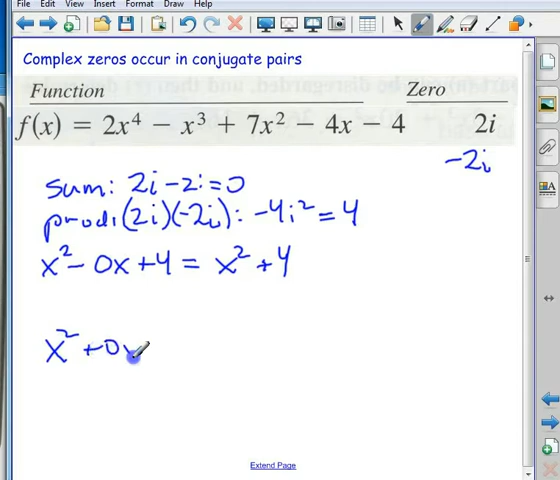 File Edit View Insert Format Draw Help
Complex zeros occur in conjugate pairs
Function Zero
f(x) = 2x⁴ − x³ + 7x² − 4x − 4 2i
-2i
sum: 2i - 2i = 0
prod: (2i)(-2i): -4i² = 4
x² - 0x + 4 = x² + 4
x² + 0x
Extend Page